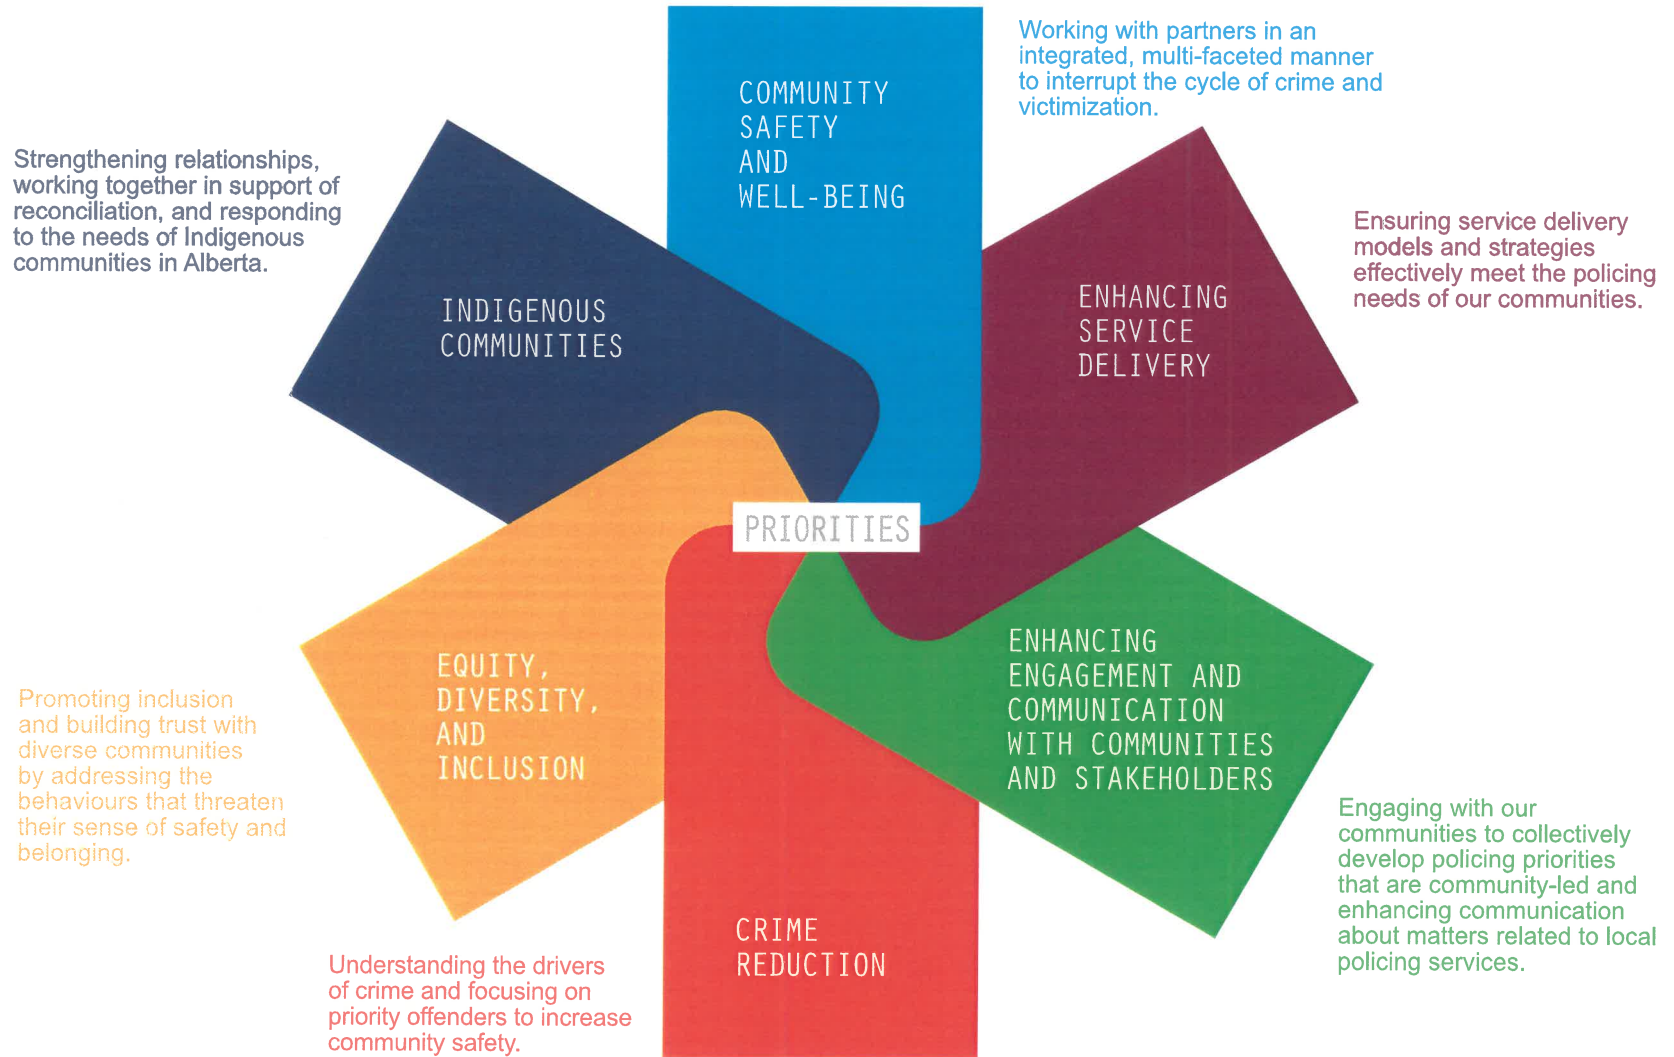 COMMUNITY
SAFETY
AND
WELL-BEING
Working with partners in an
integrated, multi-faceted manner
to interrupt the cycle of crime and
victimization.
ENHANCING
SERVICE
DELIVERY
Ensuring service delivery
models and strategies
effectively meet the policing
needs of our communities.
ENHANCING
ENGAGEMENT AND
COMMUNICATION
WITH COMMUNITIES
AND STAKEHOLDERS
Engaging with our
communities to collectively
develop policing priorities
that are community-led and
enhancing communication
about matters related to local
policing services.
CRIME
REDUCTION
Understanding the drivers
of crime and focusing on
priority offenders to increase
community safety.
EQUITY,
DIVERSITY,
AND
INCLUSION
Promoting inclusion
and building trust with
diverse communities
by addressing the
behaviours that threaten
their sense of safety and
belonging.
INDIGENOUS
COMMUNITIES
Strengthening relationships,
working together in support of
reconciliation, and responding
to the needs of Indigenous
communities in Alberta.
PRIORITIES